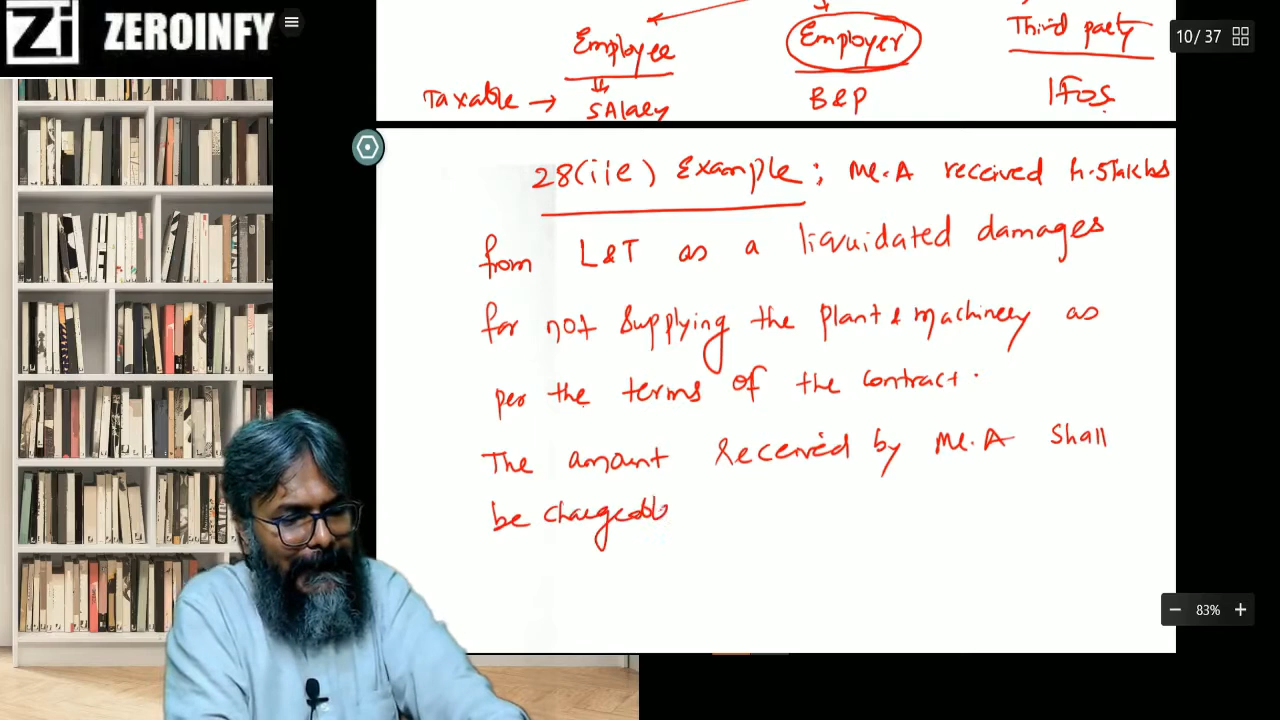 Zi ZEROINFY
10 / 37
Employee Employer Third party
Taxable → Salary B&P IFOS
28(iie) Example; Mr. A received
from L&T as a liquidated damages
for not supplying the plant & machinery as
per the terms of the contract.
The amount Received by Mr. A shall
be chargeable
83%